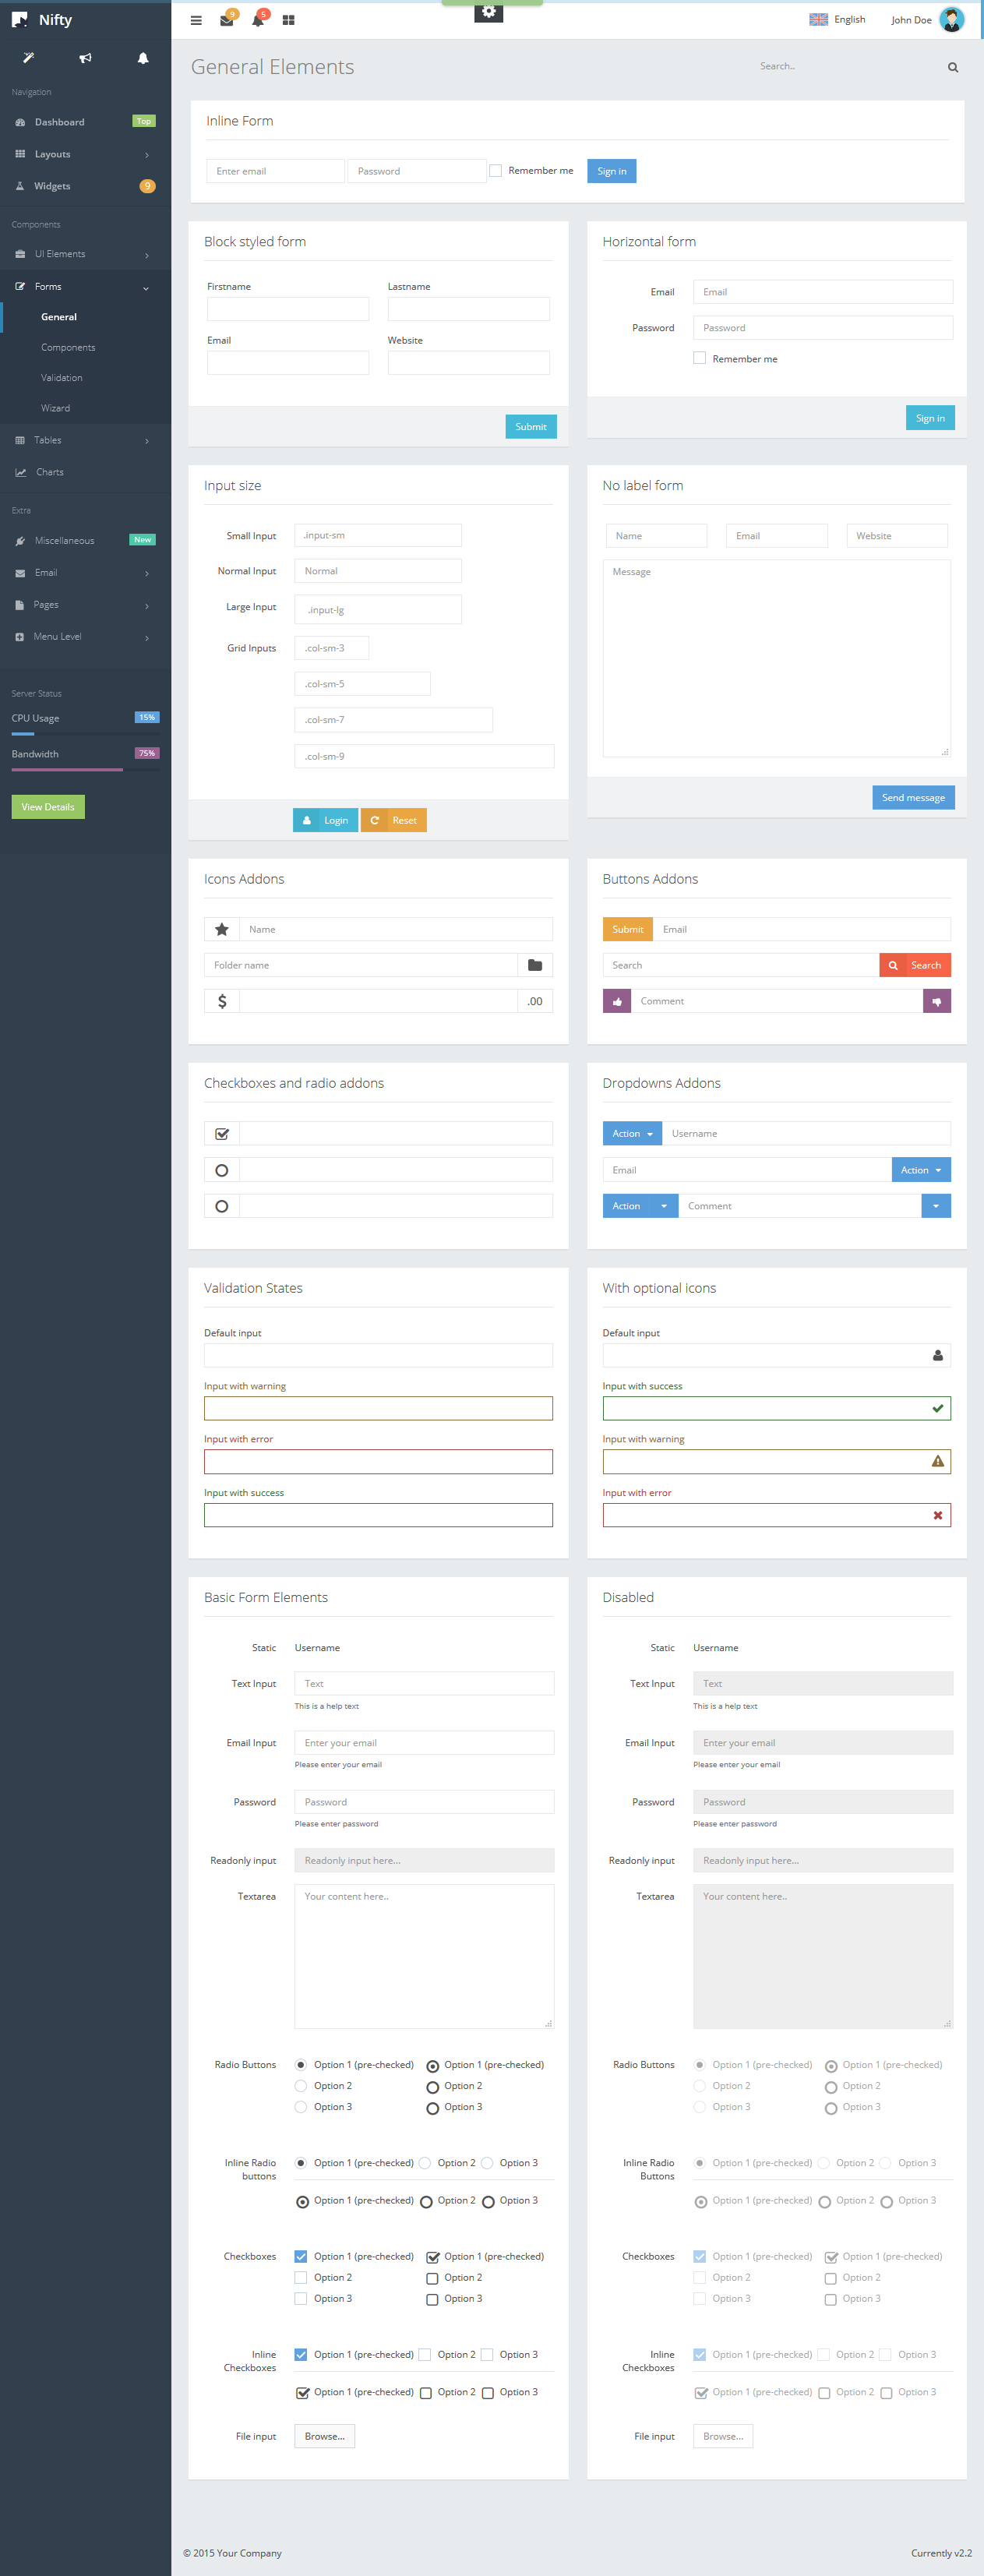 Nifty
9
5
English
John Doe
Navigation
Dashboard
Top
Layouts
Widgets
9
Components
UI Elements
Forms
General
Components
Validation
Wizard
Tables
Charts
Extra
Miscellaneous
New
Email
Pages
Menu Level
Server Status
CPU Usage
15%
Bandwidth
75%
View Details
General Elements
Search..
Inline Form
Enter email
Password
Remember me
Sign in
Block styled form
Firstname
Lastname
Email
Website
Submit
Horizontal form
Email
Email
Password
Password
Remember me
Sign in
Input size
Small Input
.input-sm
Normal Input
Normal
Large Input
.input-lg
Grid Inputs
.col-sm-3
.col-sm-5
.col-sm-7
.col-sm-9
Login
Reset
No label form
Name
Email
Website
Message
Send message
Icons Addons
Name
Folder name
$
.00
Buttons Addons
Submit
Email
Search
Search
Comment
Checkboxes and radio addons
Dropdowns Addons
Action
Username
Email
Action
Action
Comment
Validation States
Default input
Input with warning
Input with error
Input with success
With optional icons
Default input
Input with success
Input with warning
Input with error
Basic Form Elements
Static
Username
Text Input
Text
This is a help text
Email Input
Enter your email
Please enter your email
Password
Password
Please enter password
Readonly input
Readonly input here...
Textarea
Your content here..
Radio Buttons
Option 1 (pre-checked)
Option 1 (pre-checked)
Option 2
Option 2
Option 3
Option 3
Inline Radio
buttons
Option 1 (pre-checked)
Option 2
Option 3
Option 1 (pre-checked)
Option 2
Option 3
Checkboxes
Option 1 (pre-checked)
Option 1 (pre-checked)
Option 2
Option 2
Option 3
Option 3
Inline
Checkboxes
Option 1 (pre-checked)
Option 2
Option 3
Option 1 (pre-checked)
Option 2
Option 3
File input
Browse...
Disabled
Static
Username
Text Input
Text
This is a help text
Email Input
Enter your email
Please enter your email
Password
Password
Please enter password
Readonly input
Readonly input here...
Textarea
Your content here..
Radio Buttons
Option 1 (pre-checked)
Option 1 (pre-checked)
Option 2
Option 2
Option 3
Option 3
Inline Radio
Buttons
Option 1 (pre-checked)
Option 2
Option 3
Option 1 (pre-checked)
Option 2
Option 3
Checkboxes
Option 1 (pre-checked)
Option 1 (pre-checked)
Option 2
Option 2
Option 3
Option 3
Inline
Checkboxes
Option 1 (pre-checked)
Option 2
Option 3
Option 1 (pre-checked)
Option 2
Option 3
File input
Browse...
© 2015 Your Company
Currently v2.2